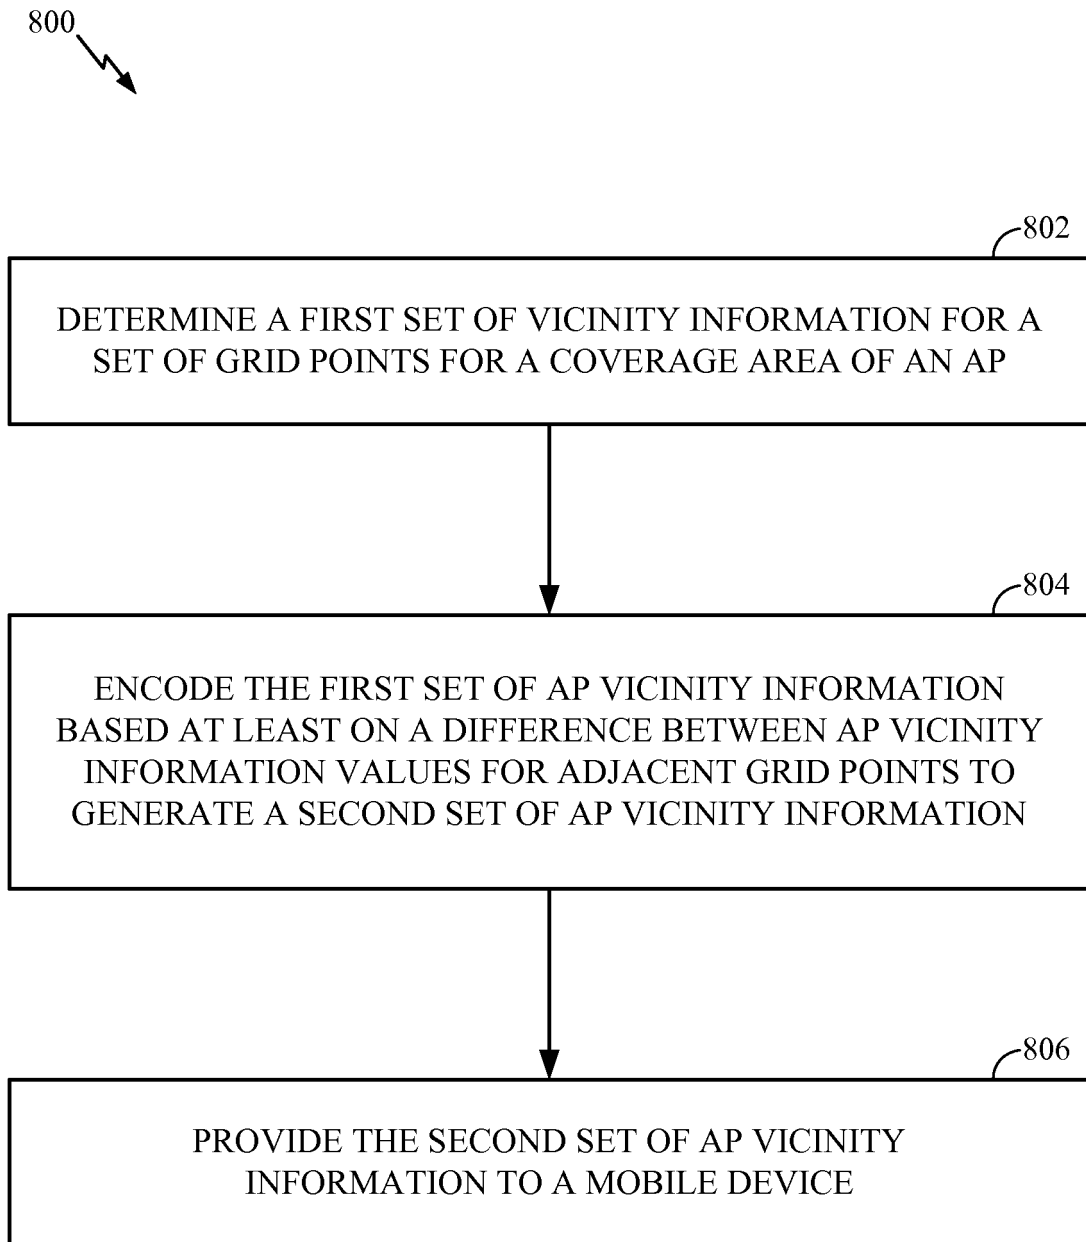 800
802
DETERMINE A FIRST SET OF VICINITY INFORMATION FOR A
SET OF GRID POINTS FOR A COVERAGE AREA OF AN AP
804
ENCODE THE FIRST SET OF AP VICINITY INFORMATION
BASED AT LEAST ON A DIFFERENCE BETWEEN AP VICINITY
INFORMATION VALUES FOR ADJACENT GRID POINTS TO
GENERATE A SECOND SET OF AP VICINITY INFORMATION
806
PROVIDE THE SECOND SET OF AP VICINITY
INFORMATION TO A MOBILE DEVICE